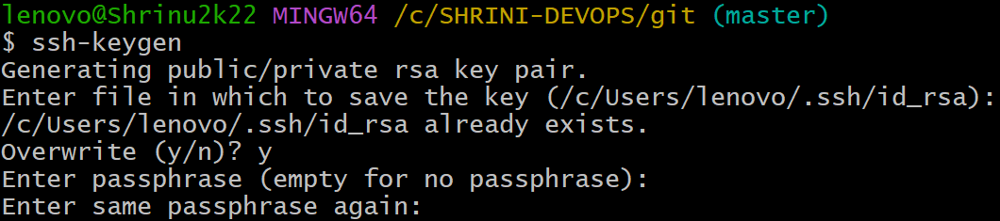 lenovo@Shrinu2k22 MINGW64 /c/SHRINI-DEVOPS/git (master)
$ ssh-keygen
Generating public/private rsa key pair.
Enter file in which to save the key (/c/Users/lenovo/.ssh/id_rsa):
/c/Users/lenovo/.ssh/id_rsa already exists.
Overwrite (y/n)? y
Enter passphrase (empty for no passphrase):
Enter same passphrase again: